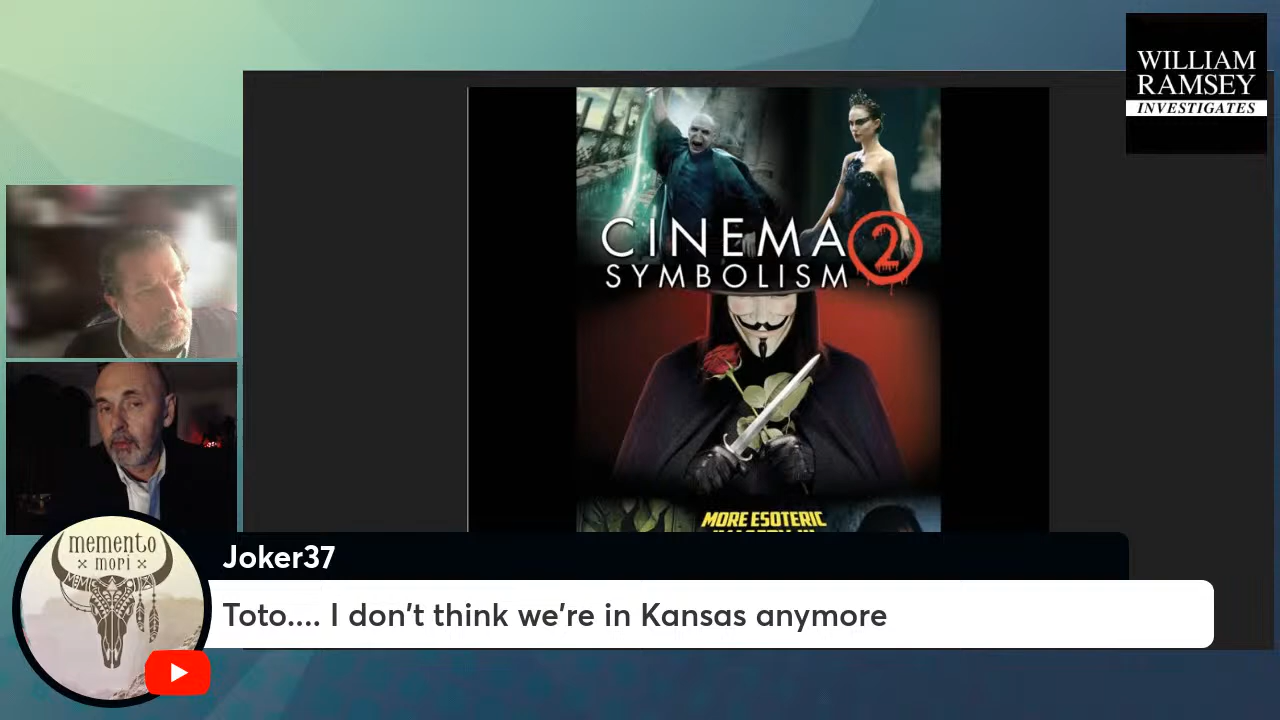 WILLIAM
RAMSEY
INVESTIGATES
CINEMA 2
SYMBOLISM
MORE ESOTERIC
memento
x mori x
Joker37
Toto.... I don't think we're in Kansas anymore